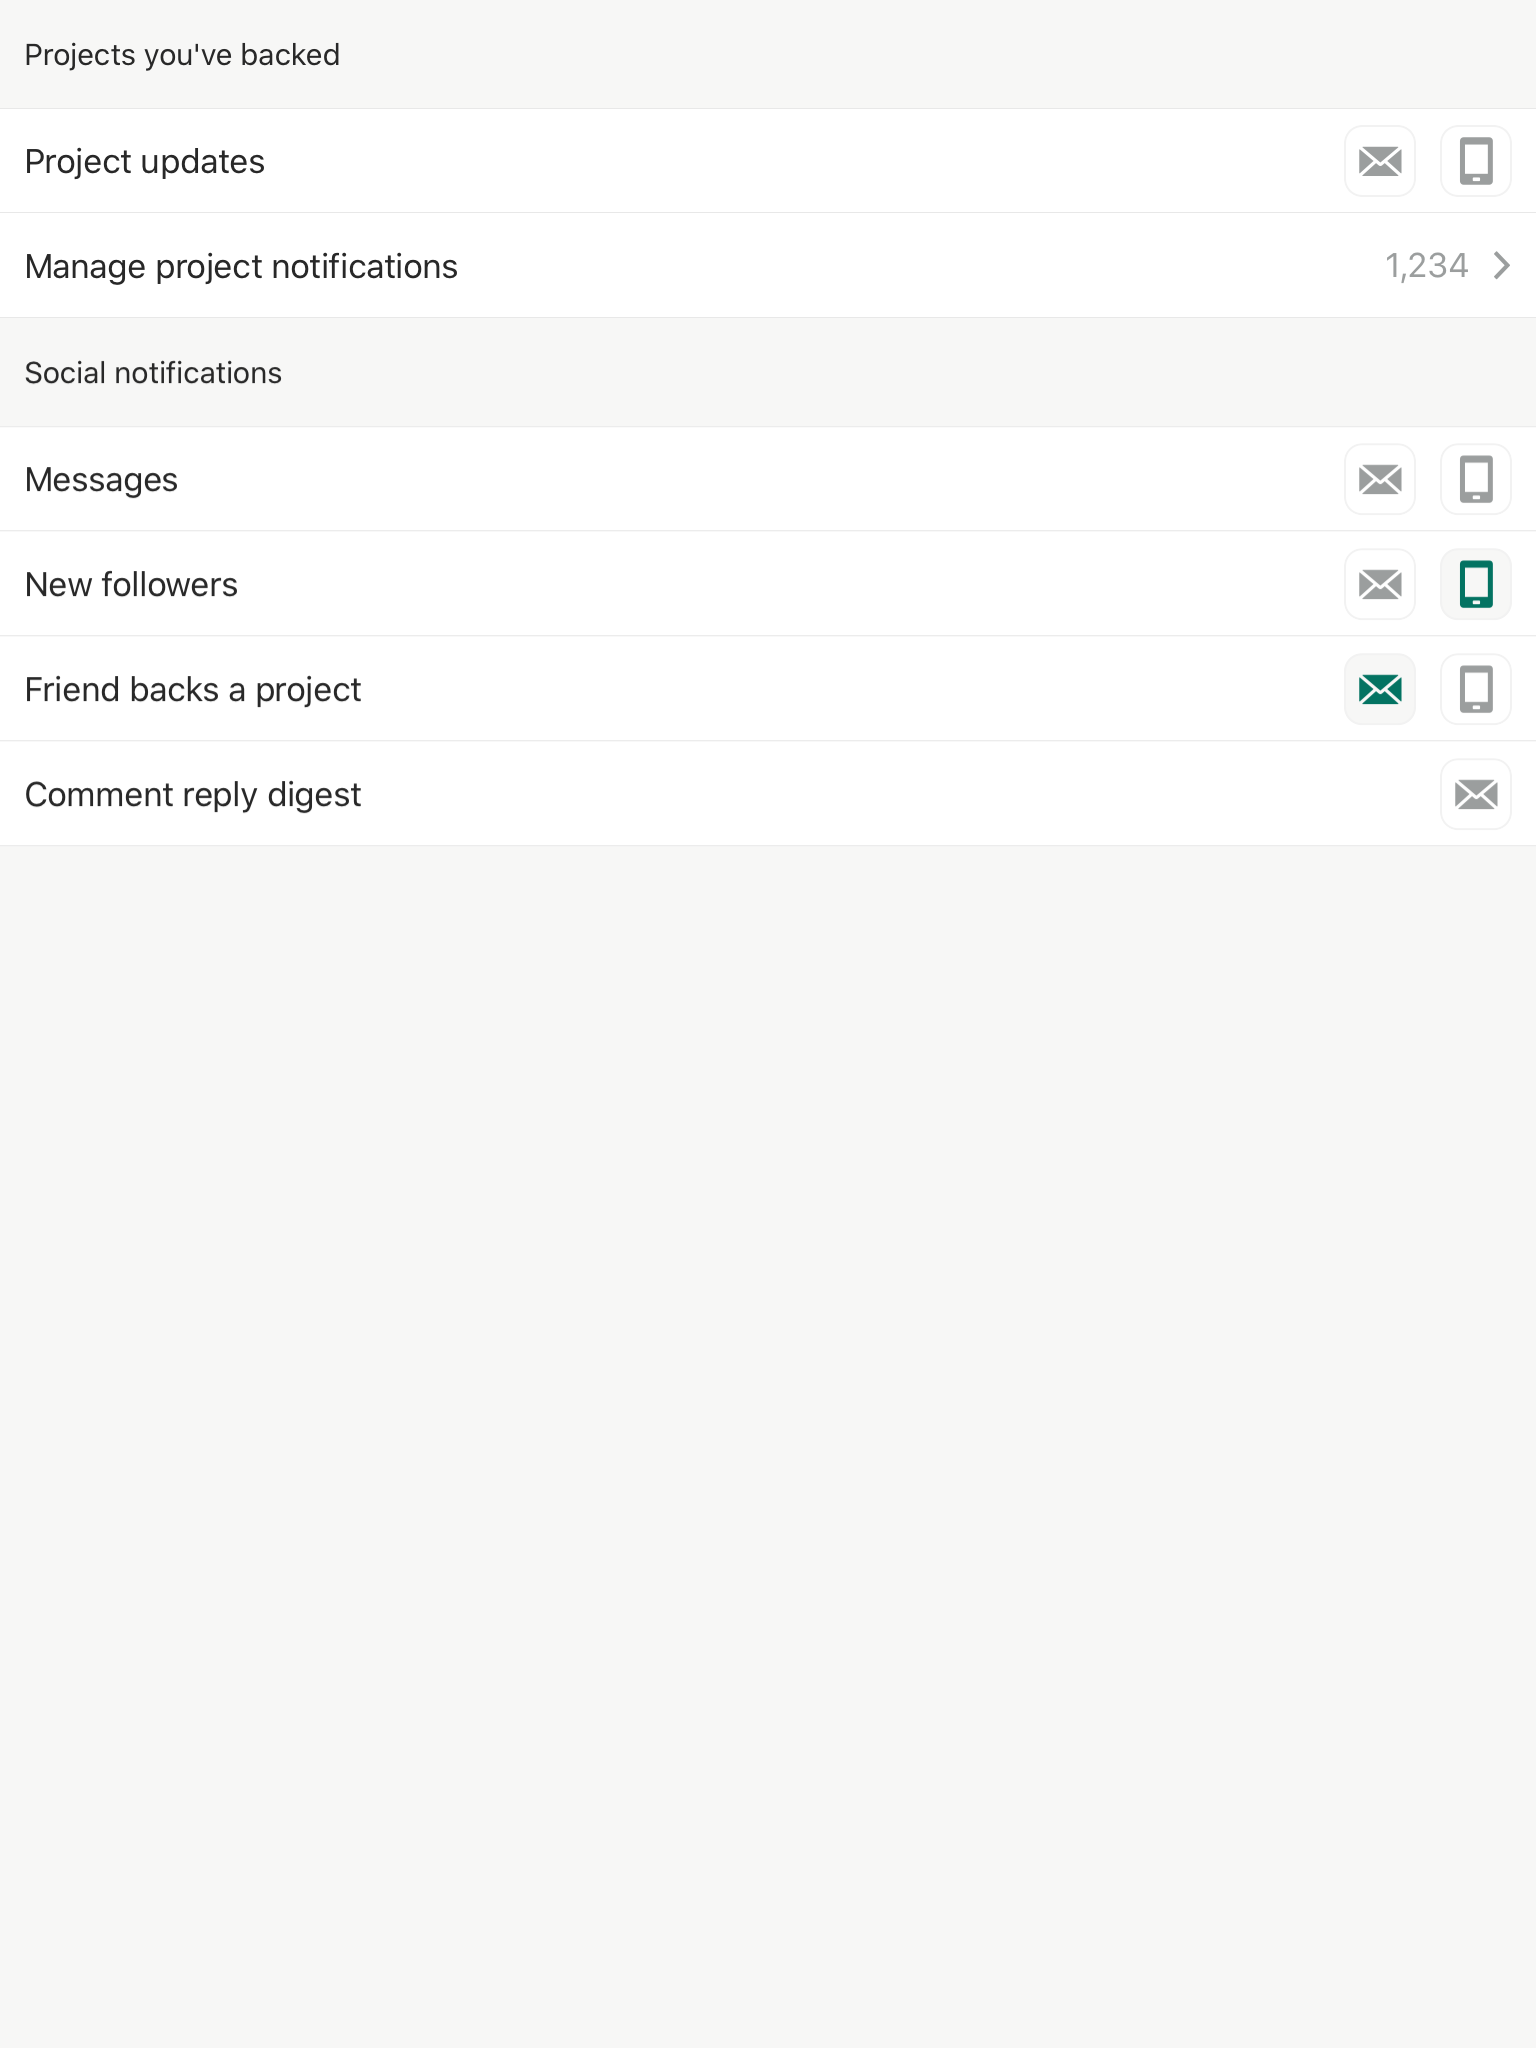 Projects you've backed
Project updates
Manage project notifications 1,234
Social notifications
Messages
New followers
Friend backs a project
Comment reply digest